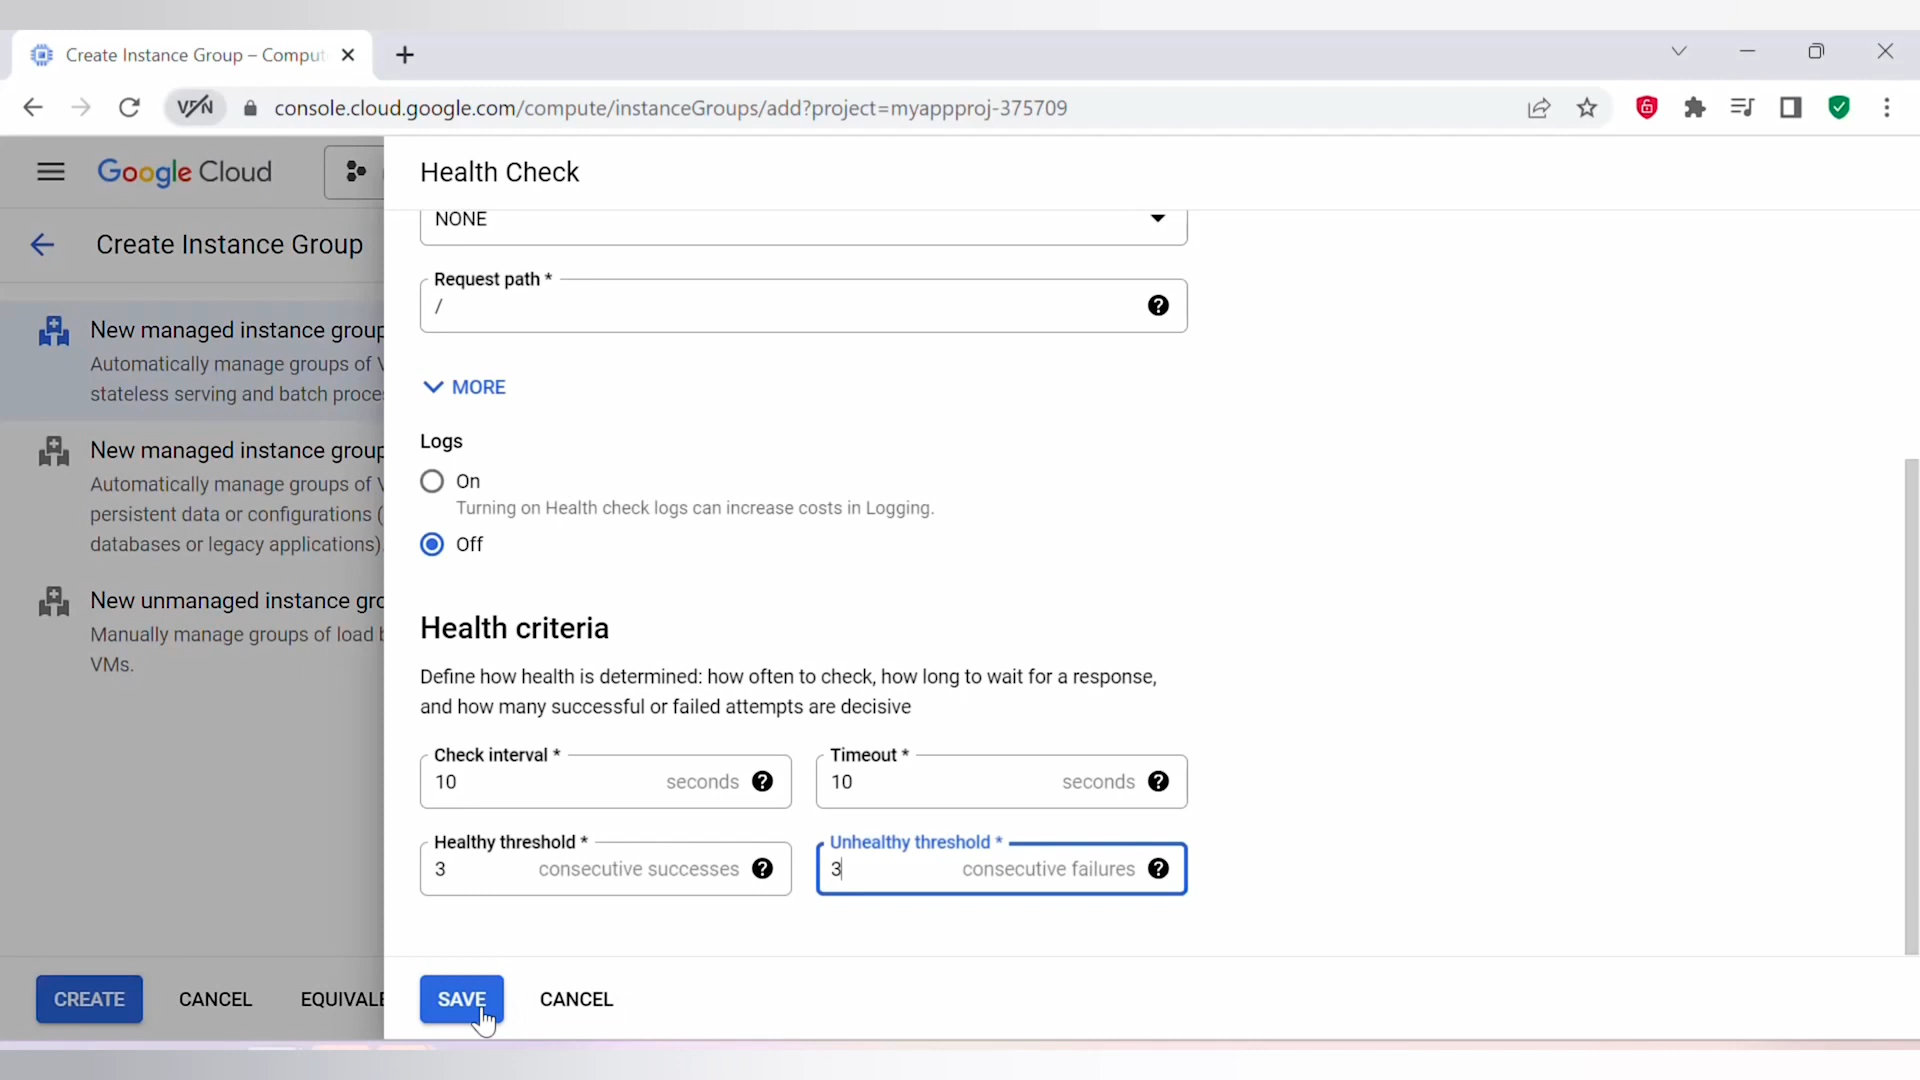 Create Instance Group – Comput
VPN
console.cloud.google.com/compute/instanceGroups/add?project=myappproj-375709
Google Cloud
Create Instance Group
New managed instance group
Automatically manage groups of V
stateless serving and batch proce
New managed instance group
Automatically manage groups of V
persistent data or configurations (
databases or legacy applications).
New unmanaged instance gro
Manually manage groups of load b
VMs.
CREATE
CANCEL
EQUIVALE
Health Check
NONE
Request path *
/
MORE
Logs
On
Turning on Health check logs can increase costs in Logging.
Off
Health criteria
Define how health is determined: how often to check, how long to wait for a response,
and how many successful or failed attempts are decisive
Check interval *
10 seconds
Timeout *
10 seconds
Healthy threshold *
3 consecutive successes
Unhealthy threshold *
3 consecutive failures
SAVE
CANCEL